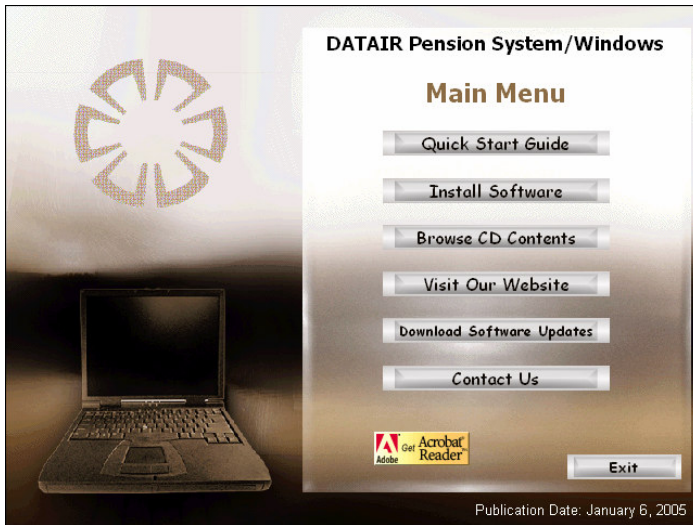 DATAIR Pension System/Windows
Main Menu
Quick Start Guide
Install Software
Browse CD Contents
Visit Our Website
Download Software Updates
Contact Us
Adobe
Get Acrobat
Reader
Exit
Publication Date: January 6, 2005